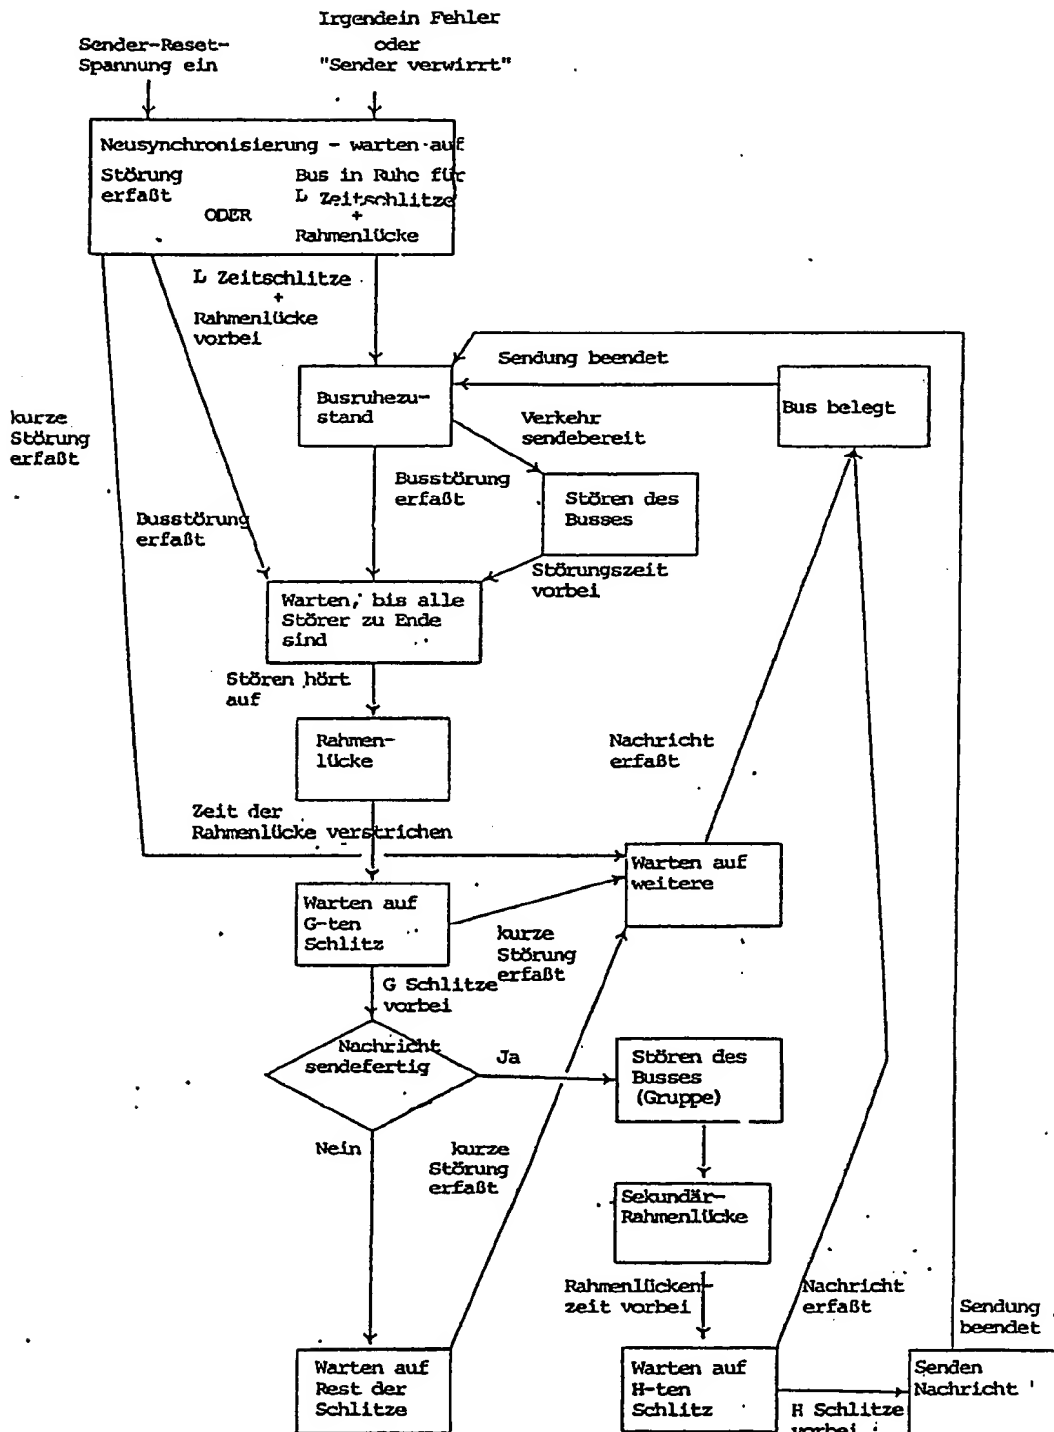 Irgendein Fehler
oder
"Sender verwirrt"
Sender-Reset-
Spannung ein
Neusynchronisierung - warten auf
Störung
erfaßt
ODER
Bus in Ruhe für
L Zeitschlitze
+
Rahmenlücke
L Zeitschlitze
+
Rahmenlücke
vorbei
Sendung beendet
Busruhezu-
stand
Bus belegt
kurze
Störung
erfaßt
Verkehr
sendebereit
Busstörung
erfaßt
Stören des
Busses
Busstörung
erfaßt
Störungszeit
vorbei
Warten, bis alle
Störer zu Ende
sind
Stören hört
auf
Rahmen-
lücke
Nachricht
erfaßt
Zeit der
Rahmenlücke verstrichen
Warten auf
weitere
Warten auf
G-ten
Schlitz
kurze
Störung
erfaßt
G Schlitze
vorbei
Nachricht
sendefertig
Ja
Stören des
Busses
(Gruppe)
Nein
kurze
Störung
erfaßt
Sekundär-
Rahmenlücke
Rahmenlücken-
zeit vorbei
Nachricht
erfaßt
Sendung
beendet
Warten auf
Rest der
Schlitze
Warten auf
H-ten
Schlitz
H Schlitze
vorbei
Senden
Nachricht